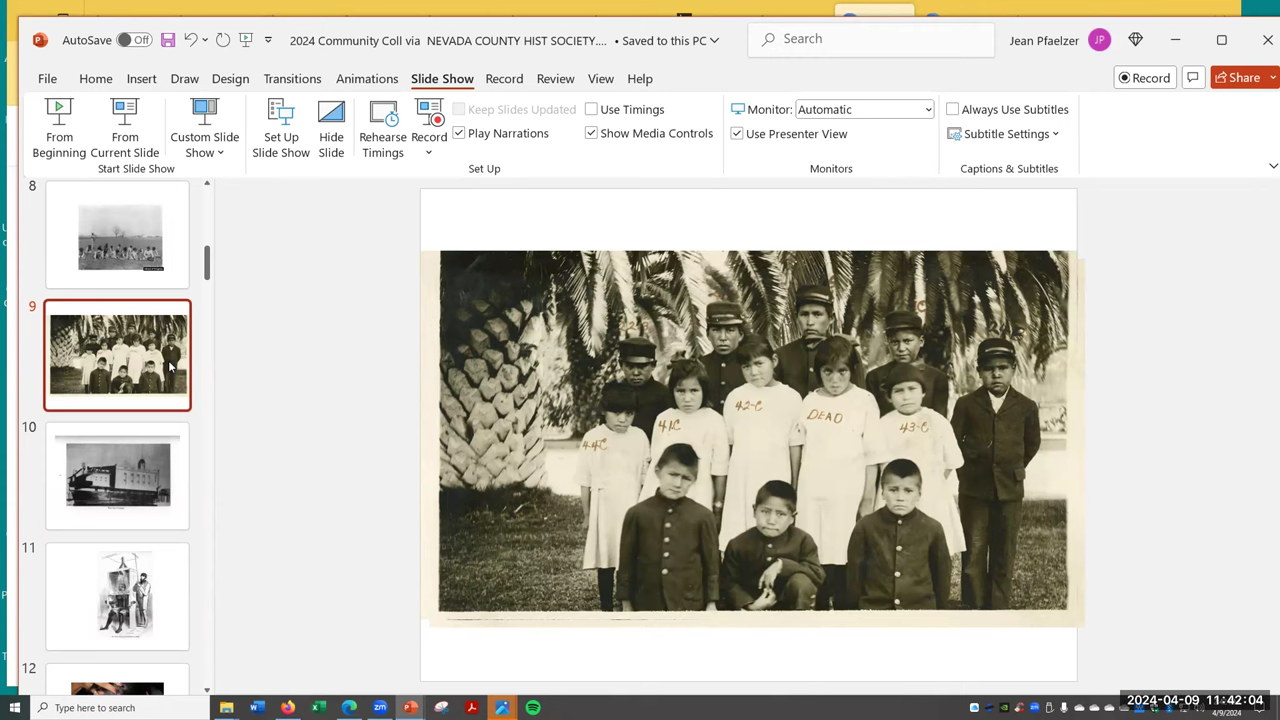 AutoSave Off
2024 Community Coll via NEVADA COUNTY HIST SOCIETY.... • Saved to this PC
Search
Jean Pfaelzer
JP
File Home Insert Draw Design Transitions Animations Slide Show Record Review View Help
Record
Share
From Beginning
From Current Slide
Custom Slide Show
Set Up Slide Show
Hide Slide
Rehearse Timings
Record
Keep Slides Updated
Play Narrations
Use Timings
Show Media Controls
Monitor: Automatic
Use Presenter View
Always Use Subtitles
Subtitle Settings
Start Slide Show
Set Up
Monitors
Captions & Subtitles
8
9
10
11
12
44C
41C
42-C
DEAD
43-C
Type here to search
2024-04-09 11:42:04
4/9/2024